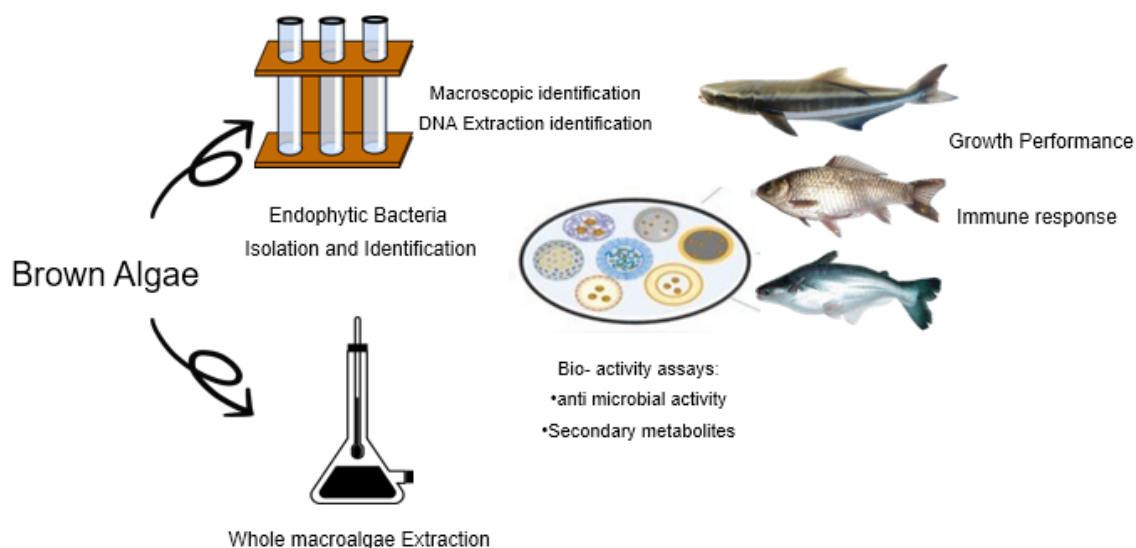 Macroscopic identification
DNA Extraction identification
Growth Performance
Endophytic Bacteria
Isolation and Identification
Immune response
Brown Algae
Bio- activity assays:
•anti microbial activity
•Secondary metabolites
Whole macroalgae Extraction